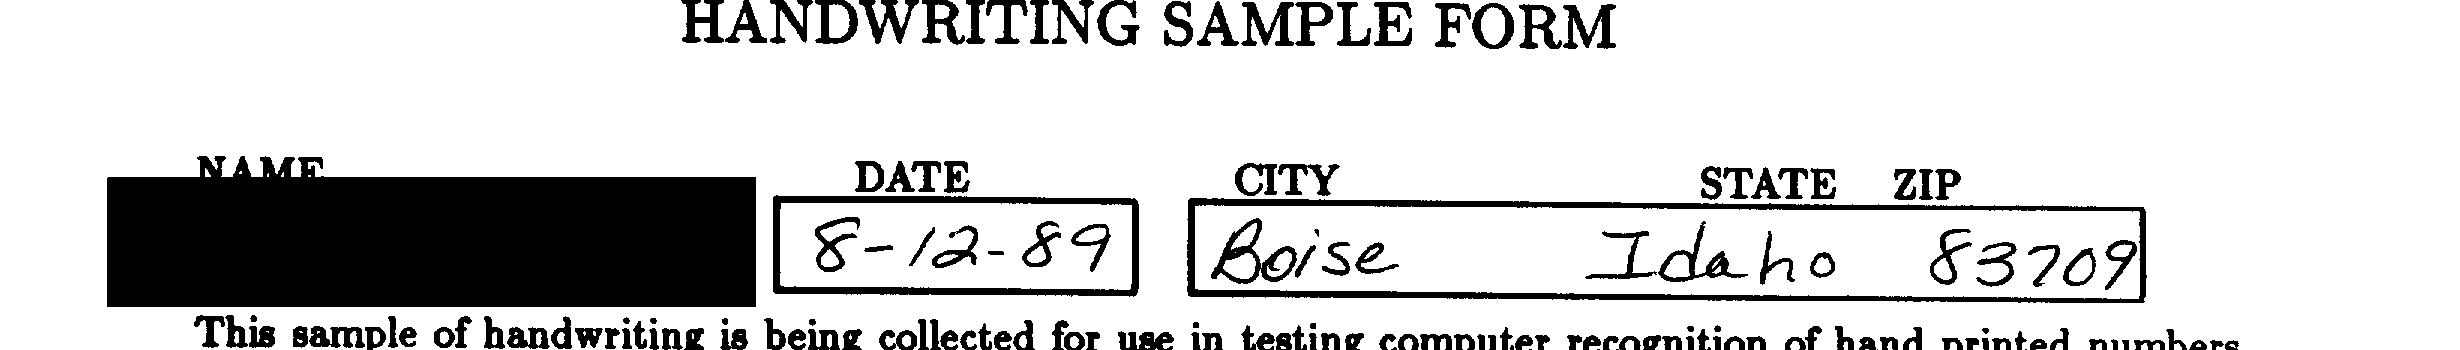 HANDWRITING SAMPLE FORM
NAME DATE CITY STATE ZIP
8-12-89 Boise Idaho 83709
This sample of handwriting is being collected for use in testing computer recognition of hand printed numbers